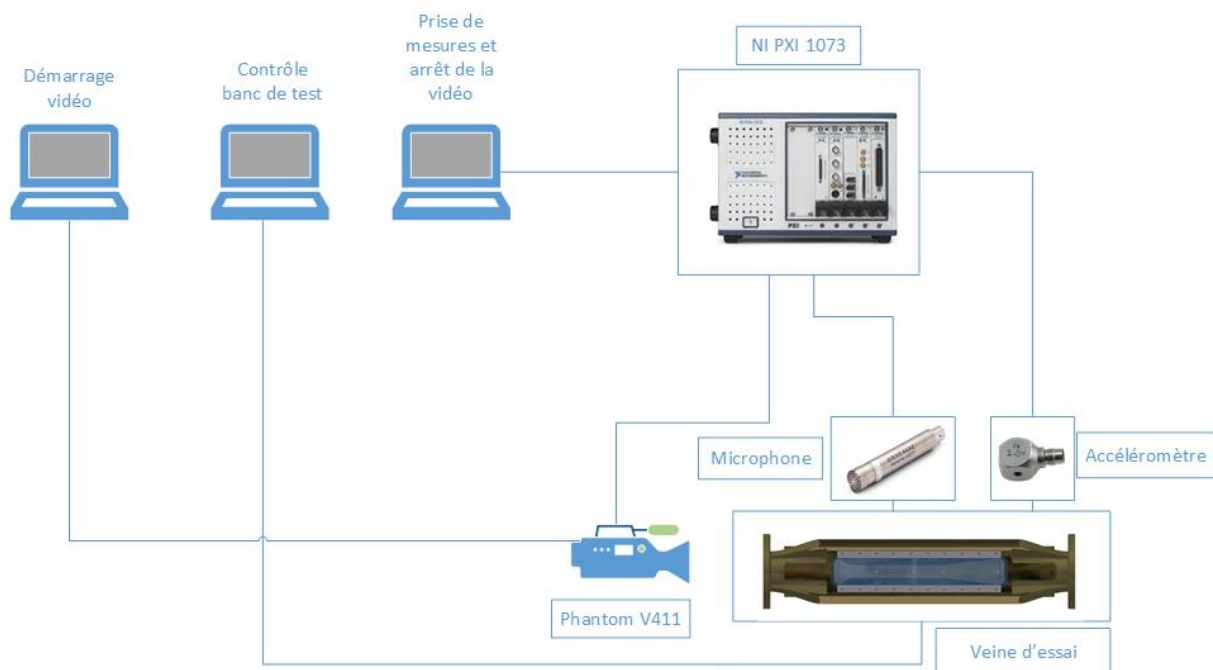 Démarrage
vidéo
Contrôle
banc de test
Prise de
mesures et
arrêt de la
vidéo
NI PXI 1073
PXI
Microphone
Accéléromètre
Phantom V411
Veine d'essai